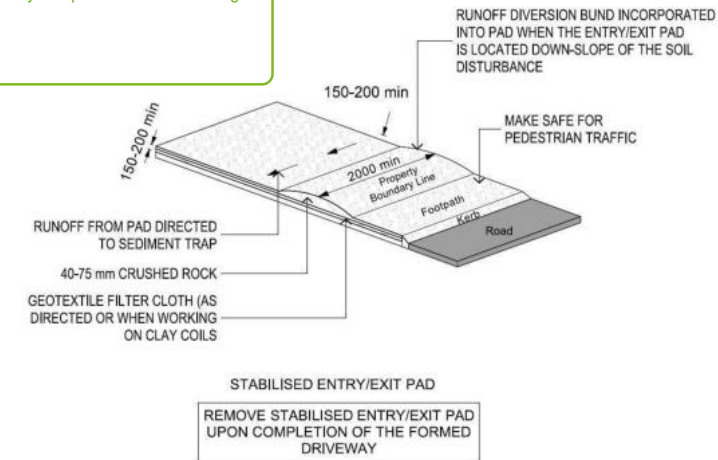 RUNOFF DIVERSION BUND INCORPORATED
INTO PAD WHEN THE ENTRY/EXIT PAD
IS LOCATED DOWN-SLOPE OF THE SOIL
DISTURBANCE
150-200 min
MAKE SAFE FOR
PEDESTRIAN TRAFFIC
150-200 min
2000 min
Property
Boundary Line
Footpath
Kerb
Road
RUNOFF FROM PAD DIRECTED
TO SEDIMENT TRAP
40-75 mm CRUSHED ROCK
GEOTEXTILE FILTER CLOTH (AS
DIRECTED OR WHEN WORKING
ON CLAY COILS
STABILISED ENTRY/EXIT PAD
REMOVE STABILISED ENTRY/EXIT PAD
UPON COMPLETION OF THE FORMED
DRIVEWAY